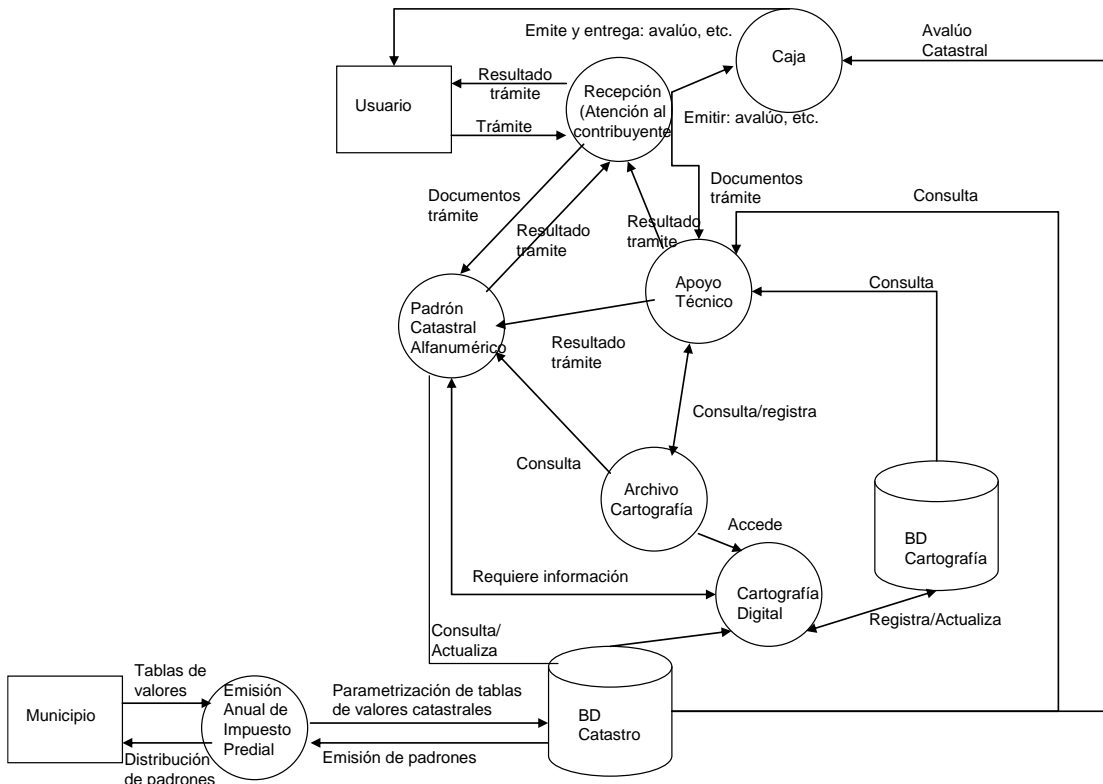 Emite y entrega: avalúo, etc.
Avalúo
Catastral
Caja
Usuario
Resultado
trámite
Trámite
Recepción
(Atención al
contribuyente
Emitir: avalúo, etc.
Documentos
trámite
Resultado
tramite
Resultado
tramite
Documentos
trámite
Consulta
Apoyo
Técnico
Consulta
Padrón
Catastral
Alfanumérico
Resultado
trámite
Consulta/registra
Consulta
Archivo
Cartografía
Accede
BD
Cartografía
Requiere información
Cartografía
Digital
Registra/Actualiza
Consulta/
Actualiza
Municipio
Tablas de
valores
Distribución
de padrones
Emisión
Anual de
Impuesto
Predial
Parametrización de tablas
de valores catastrales
Emisión de padrones
BD
Catastro